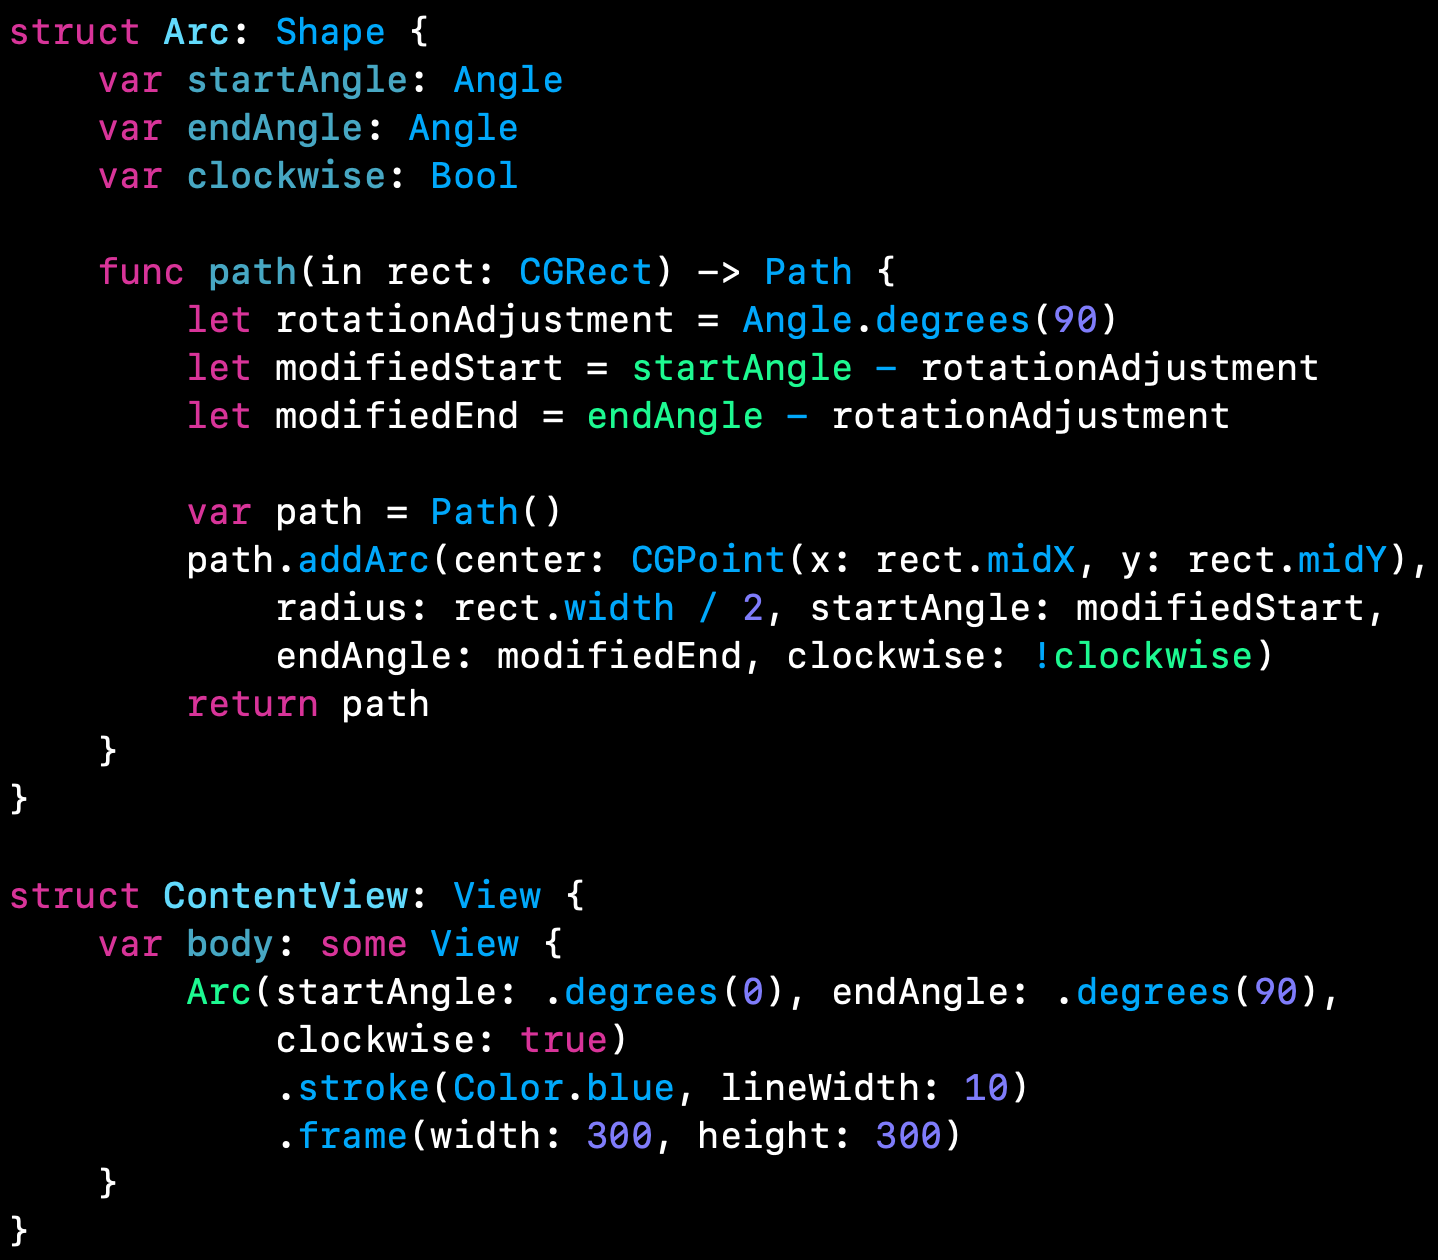 struct Arc: Shape {
    var startAngle: Angle
    var endAngle: Angle
    var clockwise: Bool

    func path(in rect: CGRect) -> Path {
        let rotationAdjustment = Angle.degrees(90)
        let modifiedStart = startAngle - rotationAdjustment
        let modifiedEnd = endAngle - rotationAdjustment

        var path = Path()
        path.addArc(center: CGPoint(x: rect.midX, y: rect.midY),
            radius: rect.width / 2, startAngle: modifiedStart,
            endAngle: modifiedEnd, clockwise: !clockwise)
        return path
    }
}

struct ContentView: View {
    var body: some View {
        Arc(startAngle: .degrees(0), endAngle: .degrees(90),
            clockwise: true)
            .stroke(Color.blue, lineWidth: 10)
            .frame(width: 300, height: 300)
    }
}